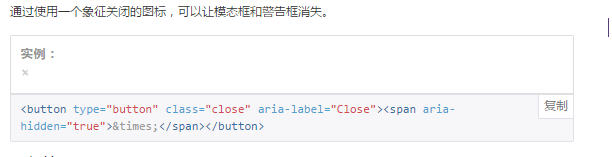 通过使用一个象征关闭的图标，可以让模态框和警告框消失。
实例：
×
复制
<button type="button" class="close" aria-label="Close"><span aria-
hidden="true">&times;</span></button>